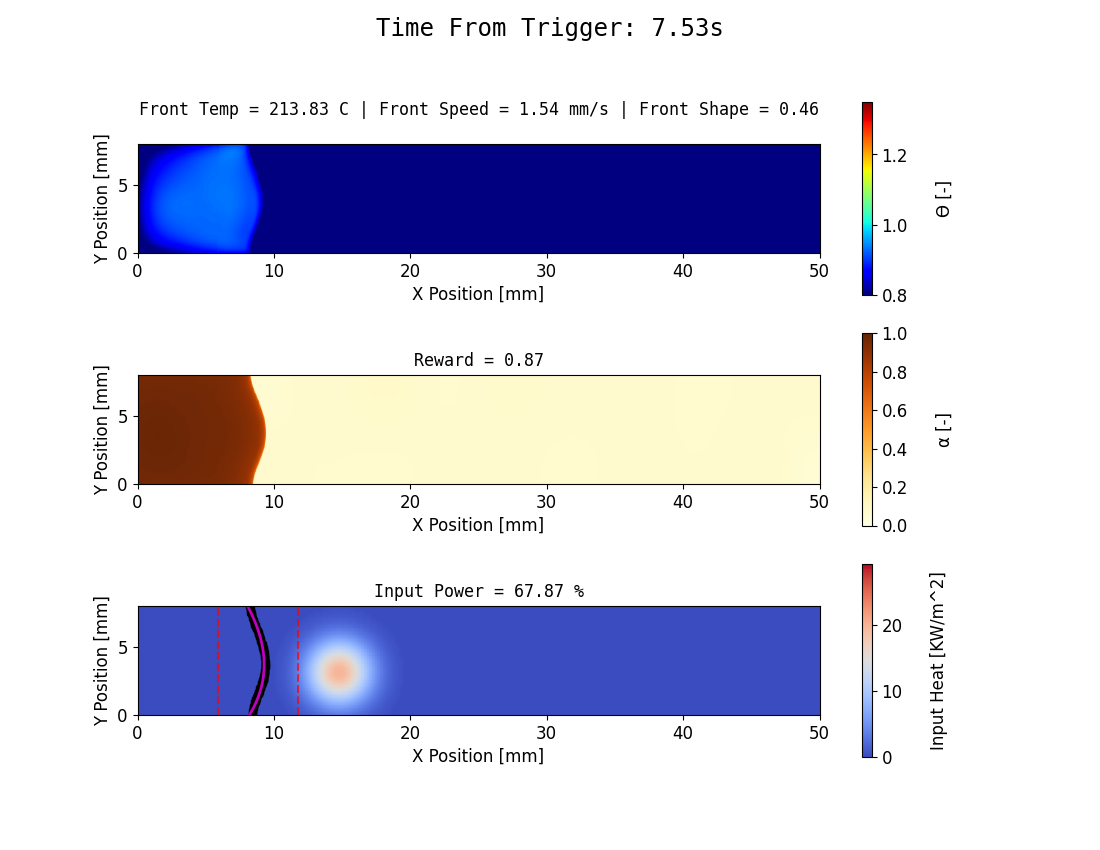 Time From Trigger: 7.53s
Front Temp = 213.83 C | Front Speed = 1.54 mm/s | Front Shape = 0.46
Y Position [mm]
5
0
0 10 20 30 40 50
X Position [mm]
1.2
1.0
0.8
Θ [-]
Reward = 0.87
Y Position [mm]
5
0
0 10 20 30 40 50
X Position [mm]
1.0
0.8
0.6
0.4
0.2
0.0
α [-]
Input Power = 67.87 %
Y Position [mm]
5
0
0 10 20 30 40 50
X Position [mm]
20
10
0
Input Heat [KW/m^2]